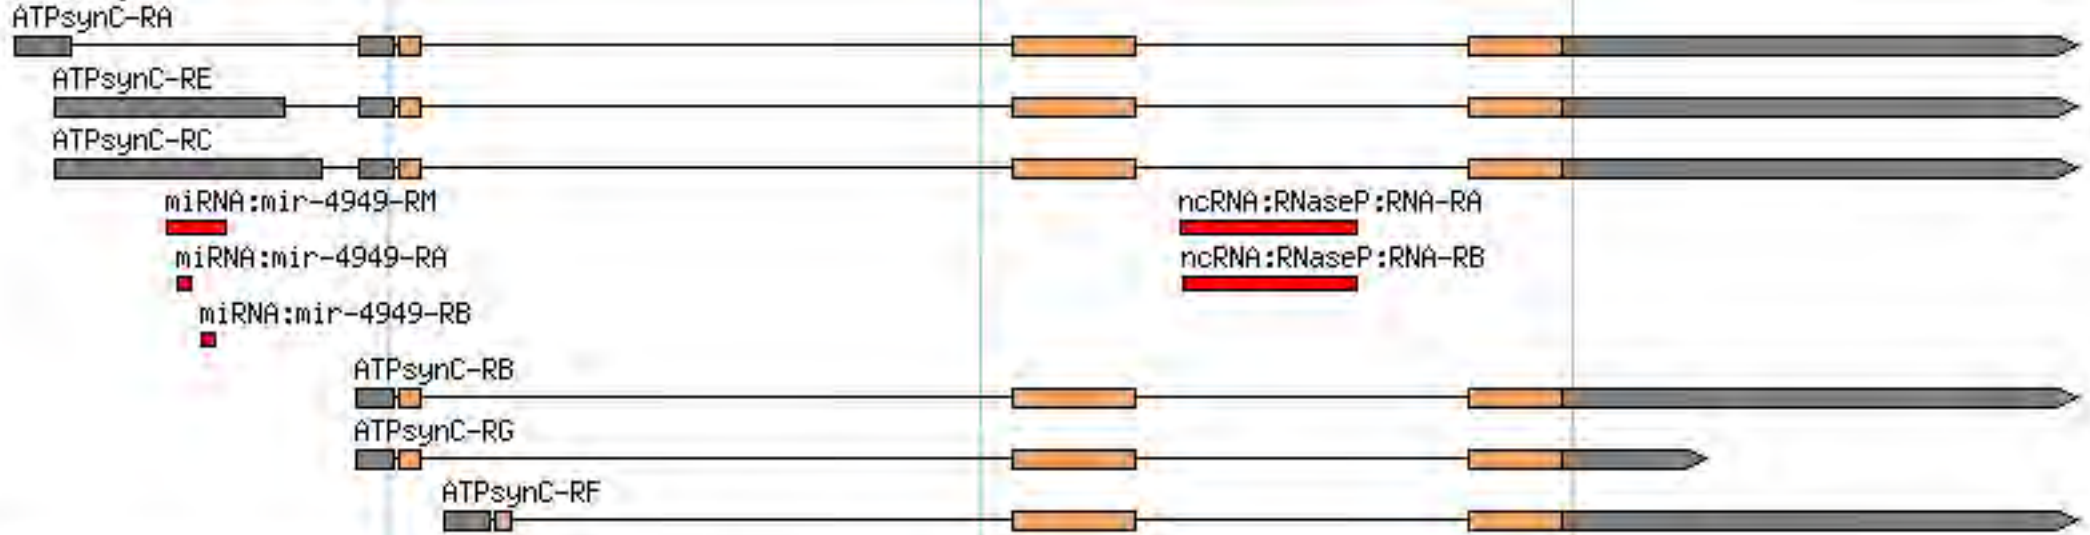 ATPsynC-RA
ATPsynC-RE
ATPsynC-RC
miRNA:mir-4949-RM ncRNA:RNaseP:RNA-RA
miRNA:mir-4949-RA ncRNA:RNaseP:RNA-RB
miRNA:mir-4949-RB
ATPsynC-RB
ATPsynC-RG
ATPsynC-RF